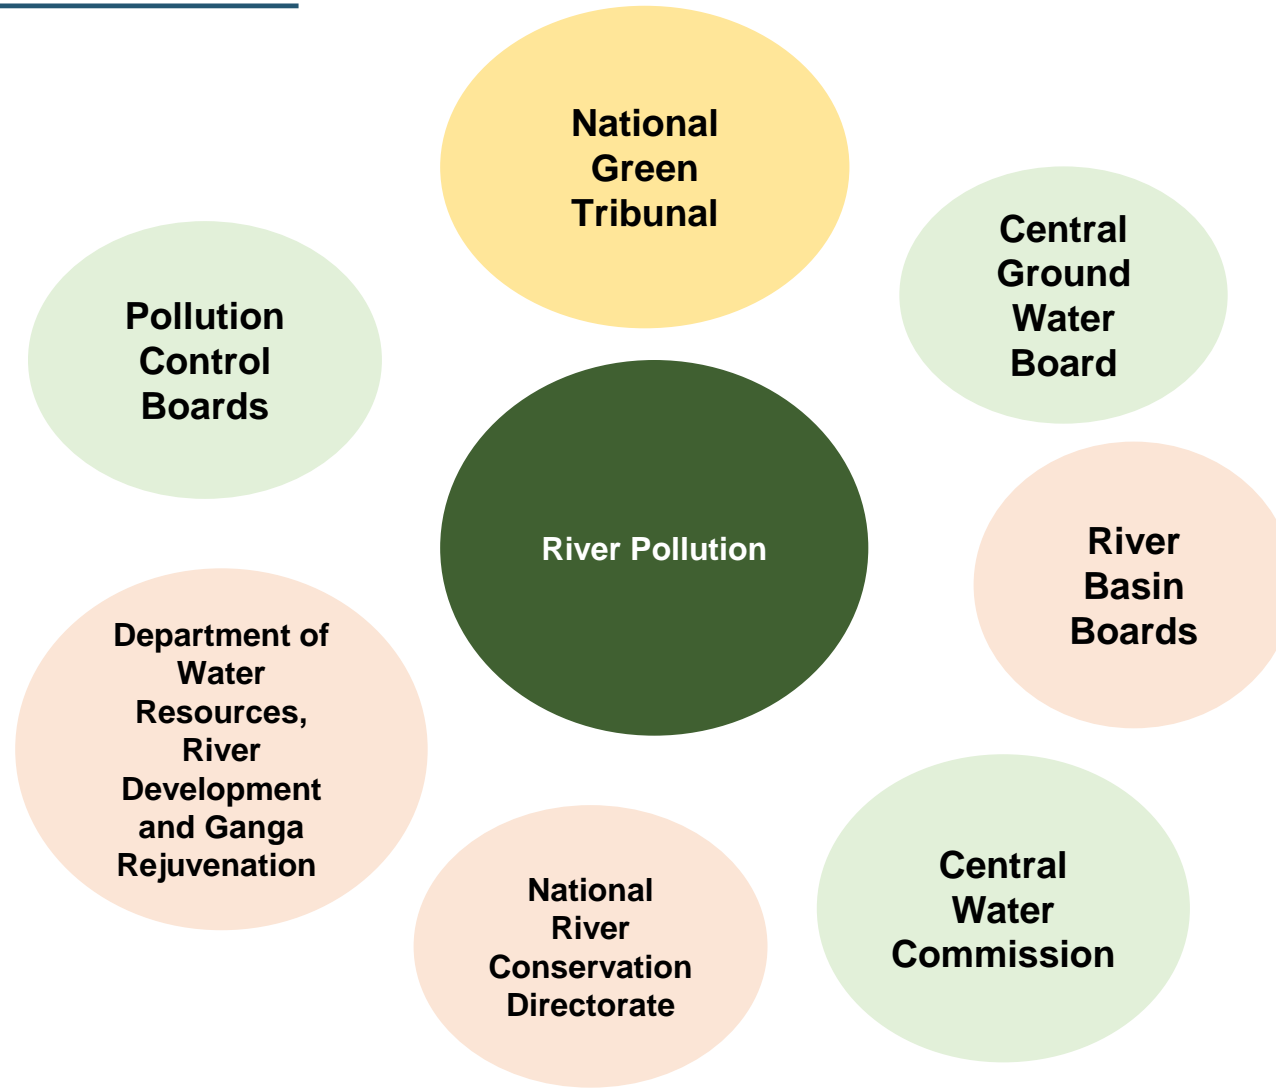 National
Green
Tribunal
Central
Ground
Water
Board
Pollution
Control
Boards
River Pollution
River
Basin
Boards
Department of
Water
Resources,
River
Development
and Ganga
Rejuvenation
National
River
Conservation
Directorate
Central
Water
Commission